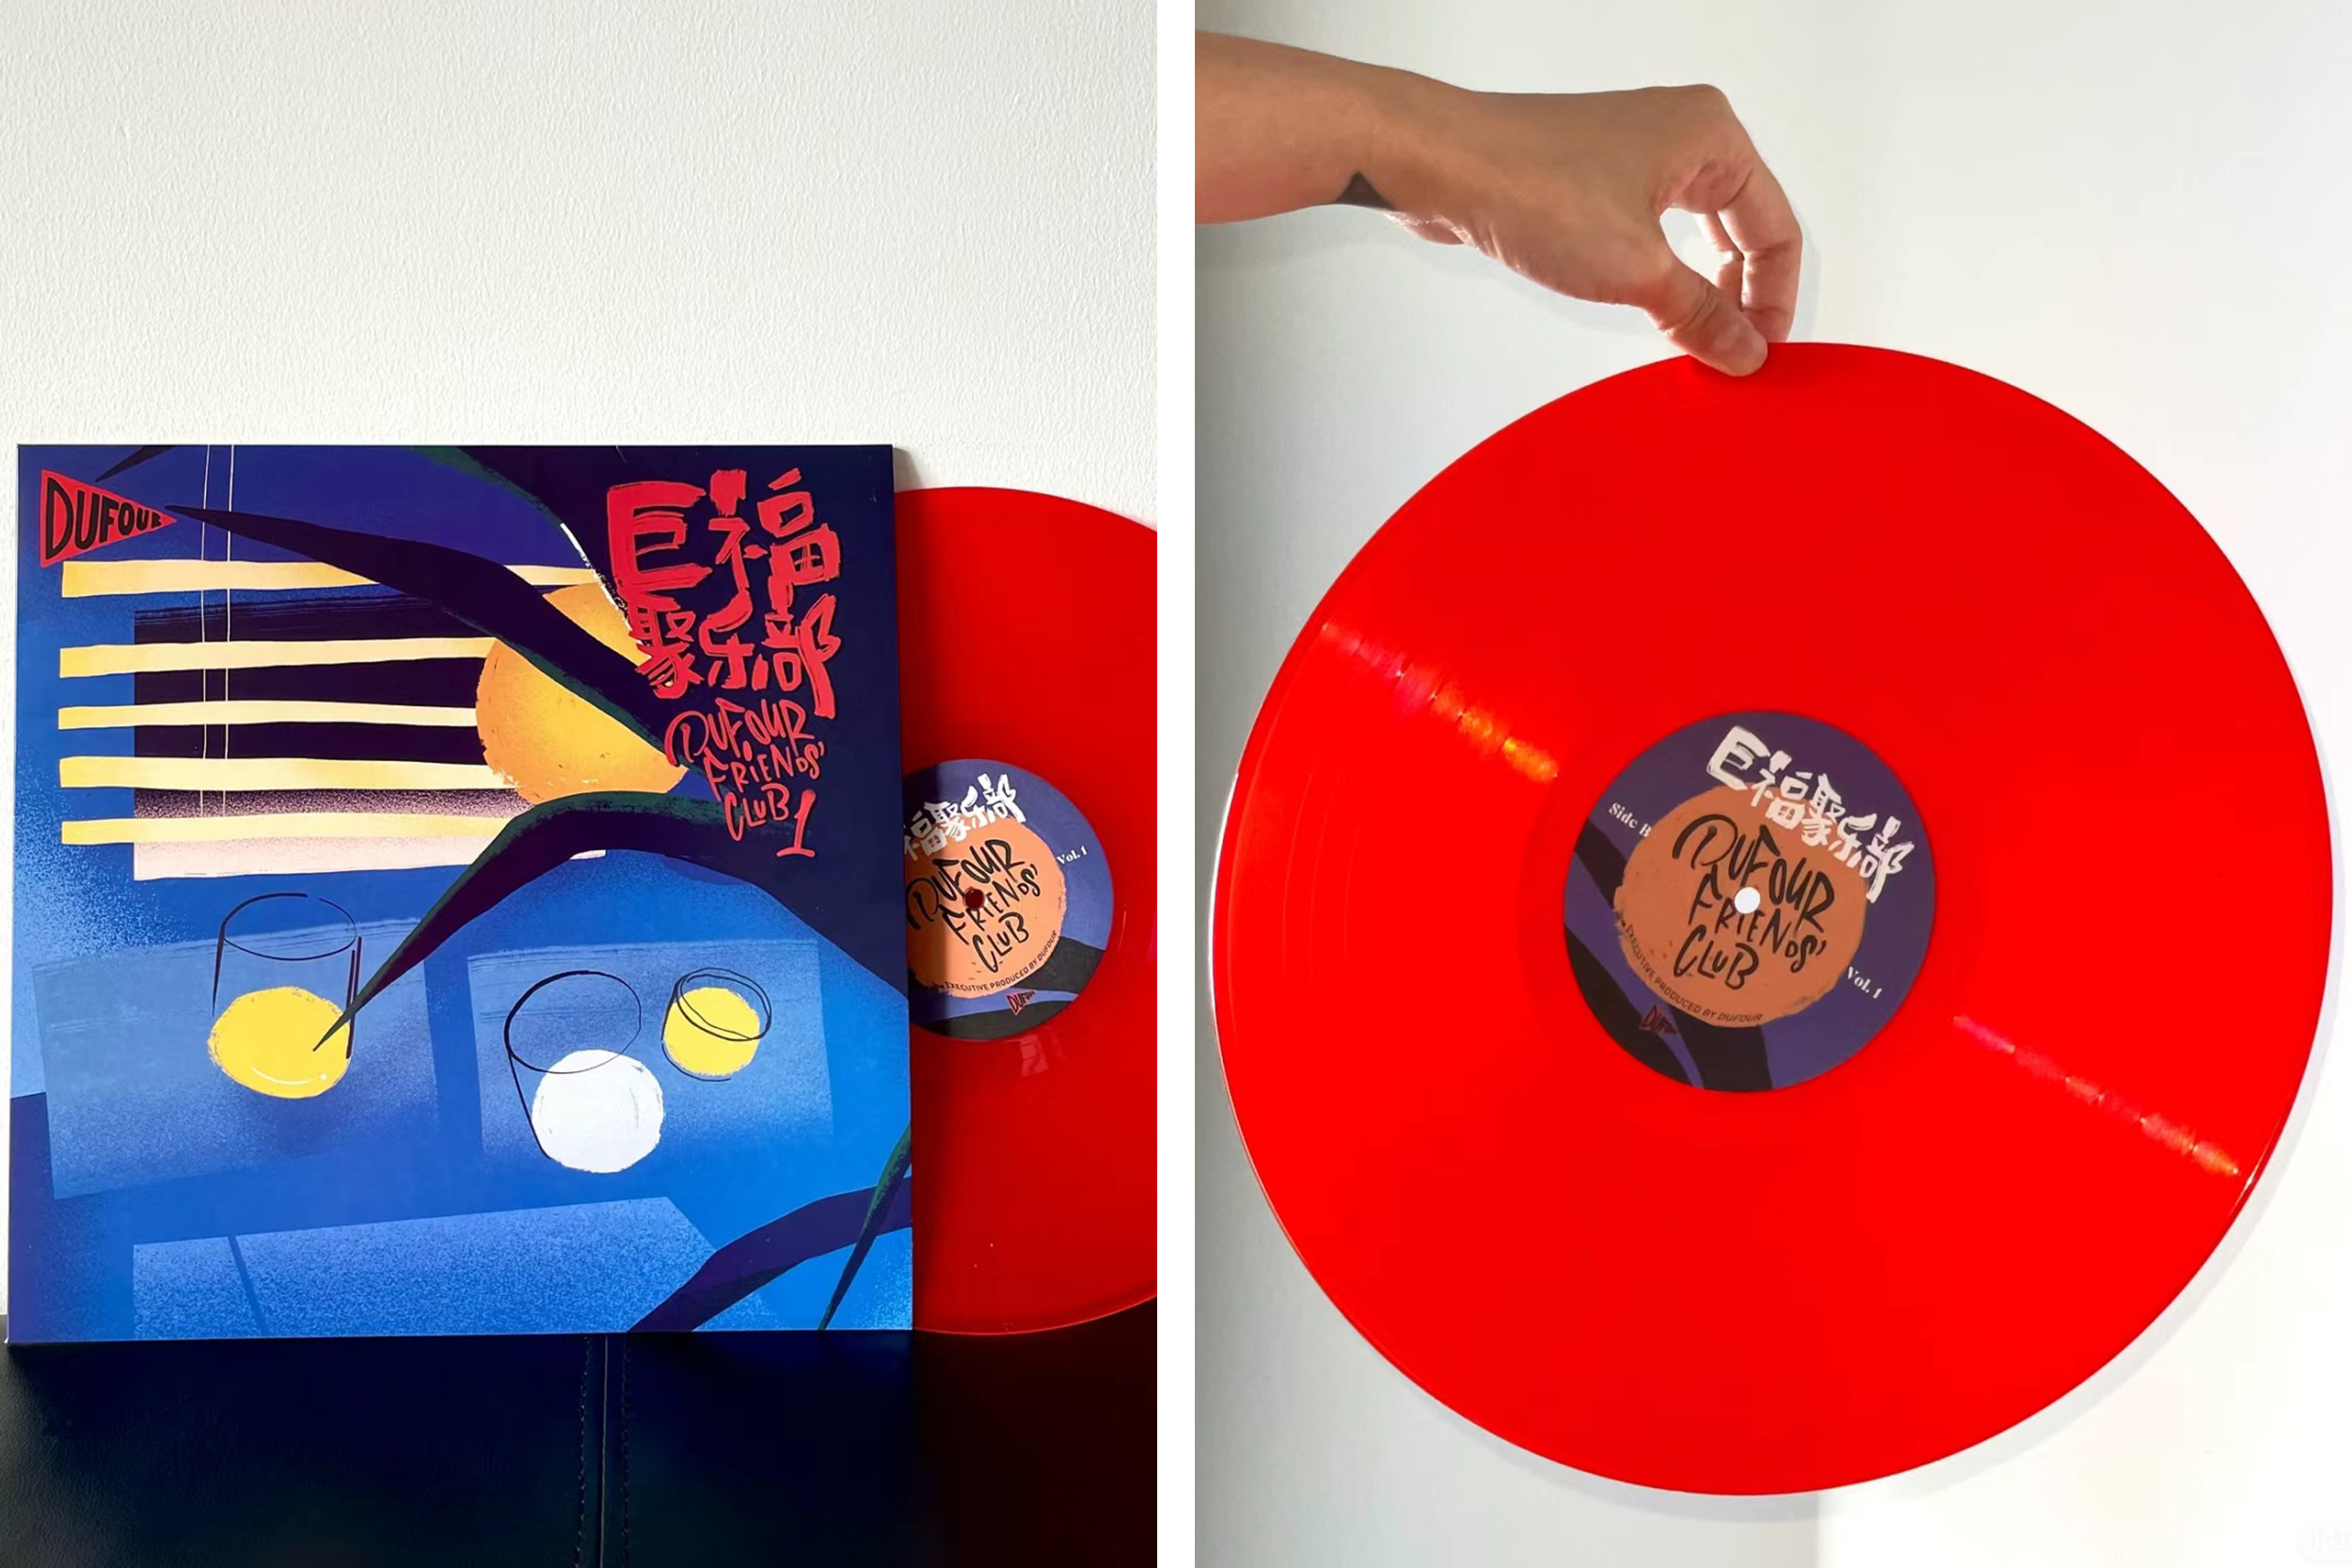 DUFOUR
巨福
聚乐部
DUFOUR
FRIENDS'
CLUB 1
福聚乐部
Vol. 1
DUFOUR
FRIENDS'
CLUB
EXECUTIVE PRODUCED BY DUFOUR
DUFOUR
巨福聚乐部
Side B
DUFOUR
FRIENDS'
CLUB
Vol. 1
EXECUTIVE PRODUCED BY DUFOUR
DUFOUR